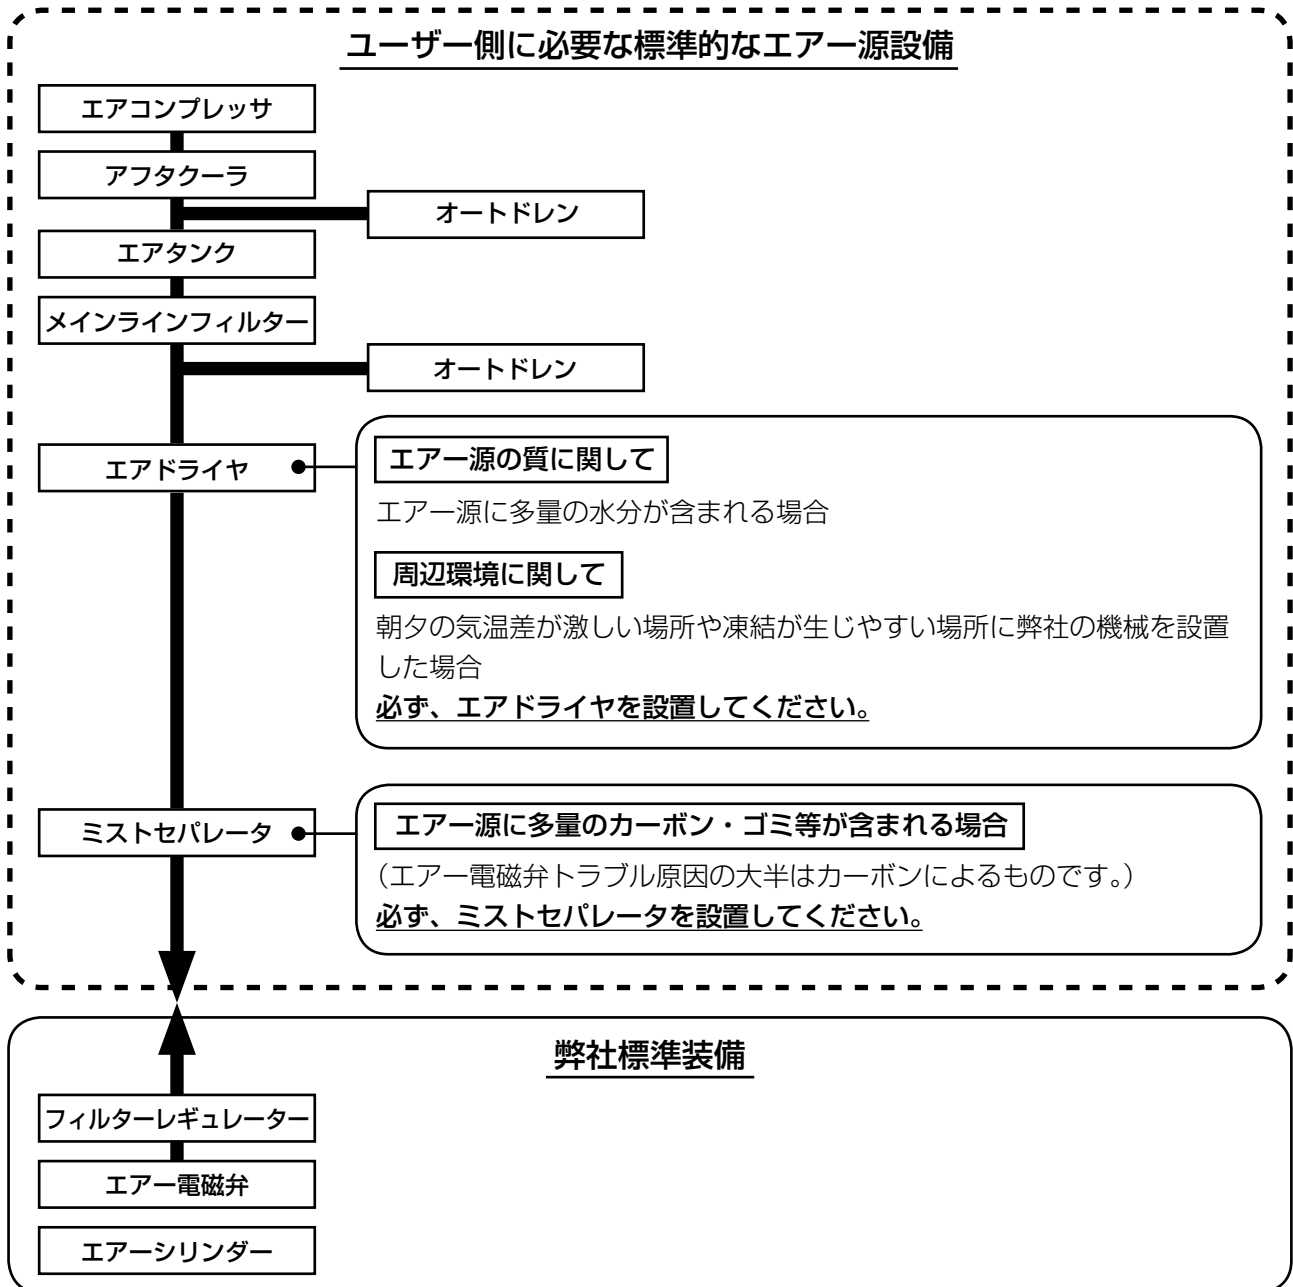 ユーザー側に必要な標準的なエアー源設備
エアコンプレッサ
アフタクーラ
オートドレン
エアタンク
メインラインフィルター
オートドレン
エアドライヤ
エアー源の質に関して
エアー源に多量の水分が含まれる場合
周辺環境に関して
朝夕の気温差が激しい場所や凍結が生じやすい場所に弊社の機械を設置
した場合
必ず、エアドライヤを設置してください。
ミストセパレータ
エアー源に多量のカーボン・ゴミ等が含まれる場合
（エアー電磁弁トラブル原因の大半はカーボンによるものです。）
必ず、ミストセパレータを設置してください。
弊社標準装備
フィルターレギュレーター
エアー電磁弁
エアーシリンダー